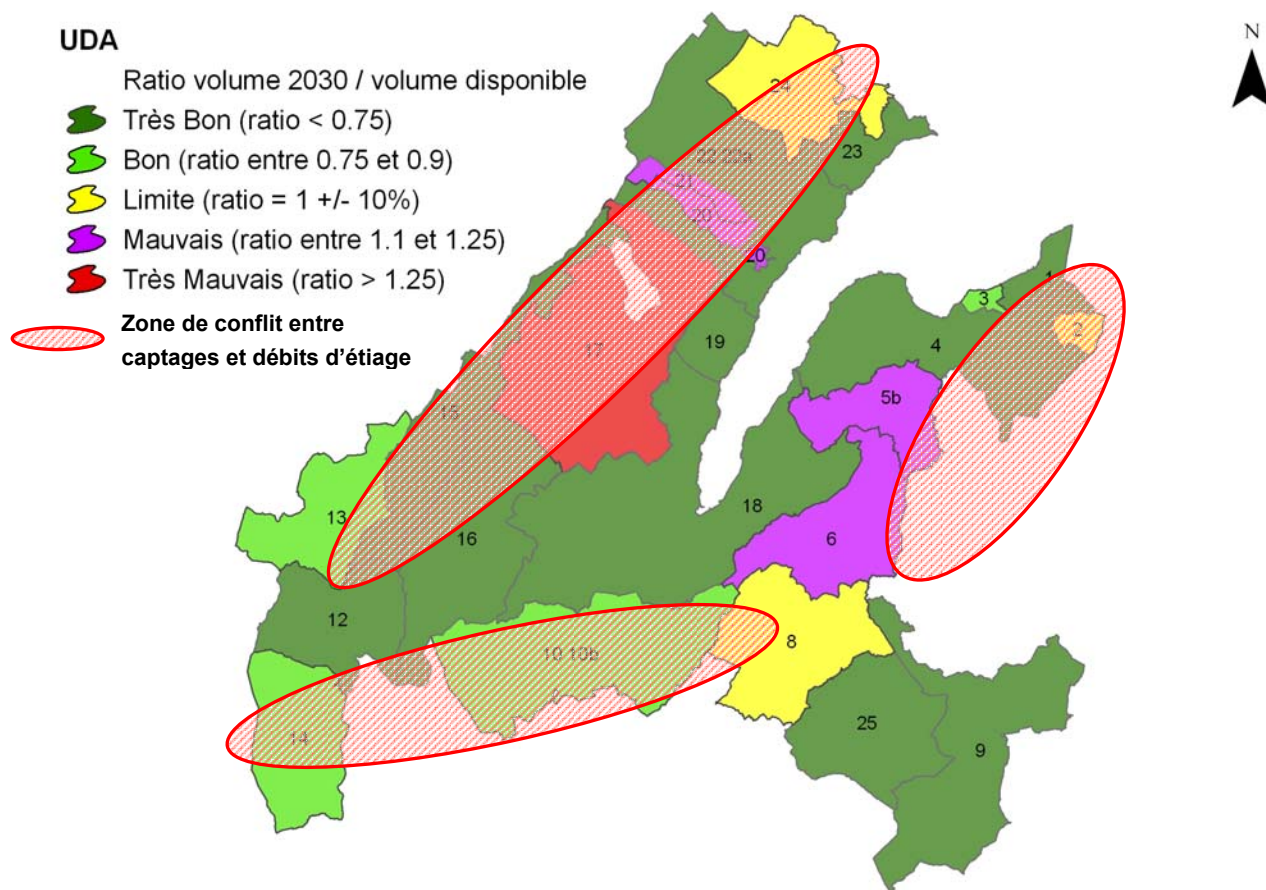 UDA
Ratio volume 2030 / volume disponible
Très Bon (ratio < 0.75)
Bon (ratio entre 0.75 et 0.9)
Limite (ratio = 1 +/- 10%)
Mauvais (ratio entre 1.1 et 1.25)
Très Mauvais (ratio > 1.25)
Zone de conflit entre
captages et débits d'étiage
N
24
23
22 22a
21
20
20
1
3
2
4
19
17
5b
15
18
13
16
6
12
8
10 10b
25
14
9